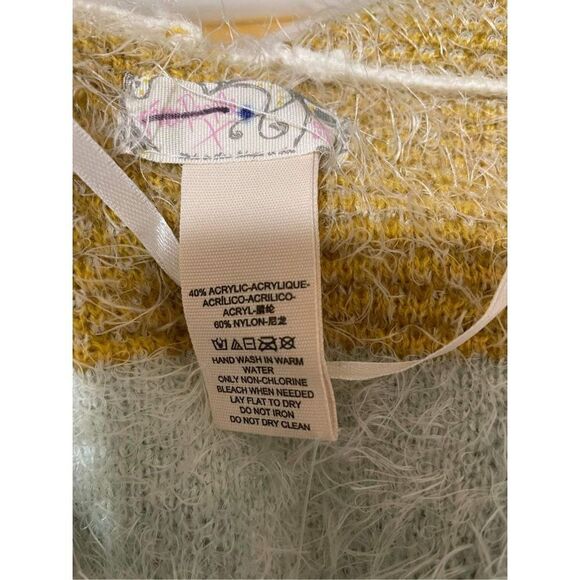 40% ACRYLIC-ACRYLIQUE-
ACRÍLICO-ACRILICO-
ACRYL-腈纶
60% NYLON-尼龙
HAND WASH IN WARM
WATER
ONLY NON-CHLORINE
BLEACH WHEN NEEDED
LAY FLAT TO DRY
DO NOT IRON
DO NOT DRY CLEAN